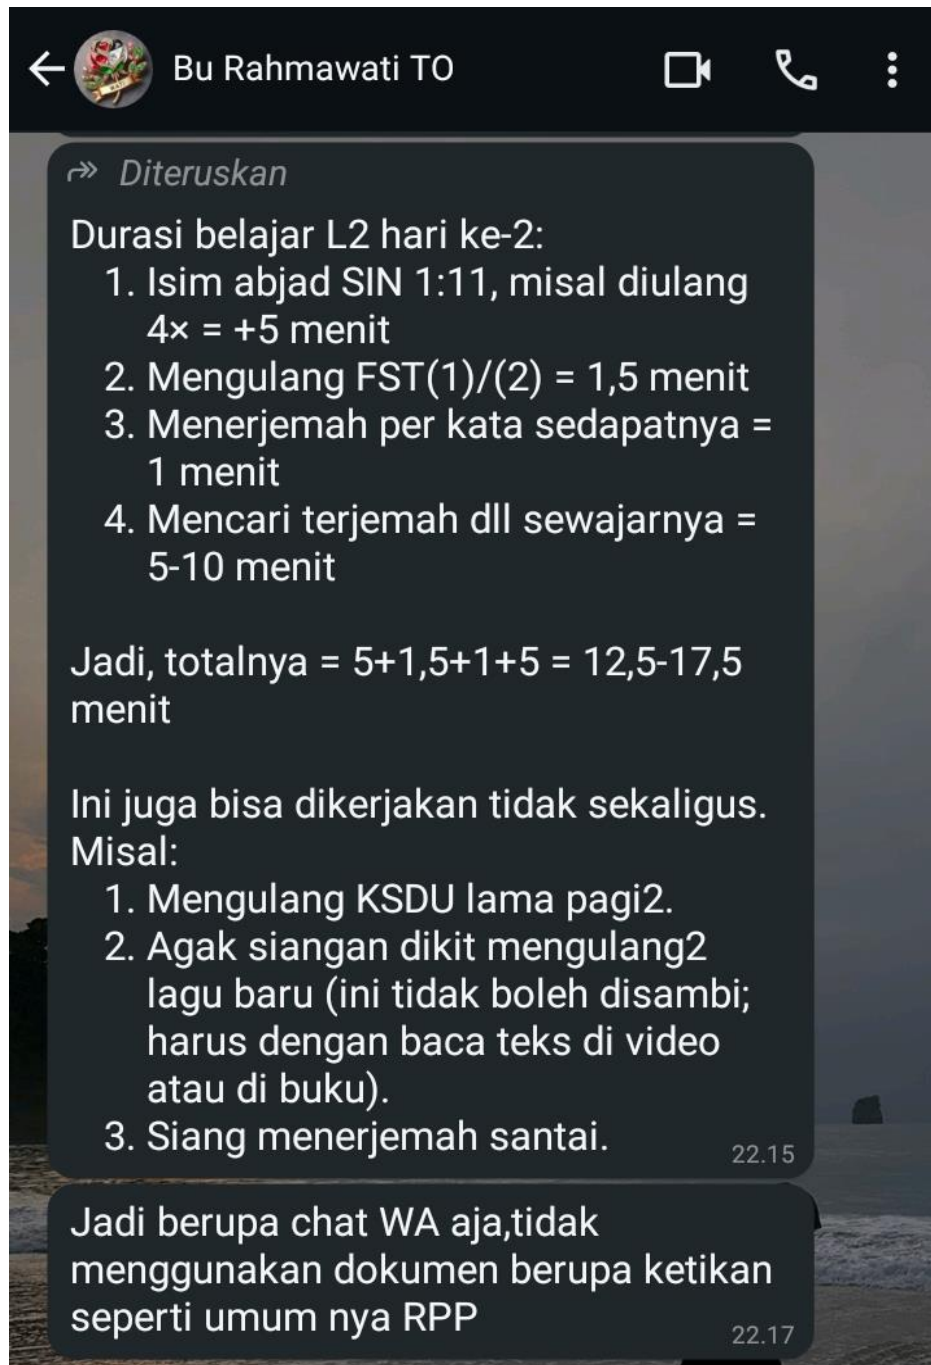 Bu Rahmawati TO
Diteruskan
Durasi belajar L2 hari ke-2:
1. Isim abjad SIN 1:11, misal diulang
4× = +5 menit
2. Mengulang FST(1)/(2) = 1,5 menit
3. Menerjemah per kata sedapatnya =
1 menit
4. Mencari terjemah dll sewajarnya =
5-10 menit
Jadi, totalnya = 5+1,5+1+5 = 12,5-17,5
menit
Ini juga bisa dikerjakan tidak sekaligus.
Misal:
1. Mengulang KSDU lama pagi2.
2. Agak siangan dikit mengulang2
lagu baru (ini tidak boleh disambi;
harus dengan baca teks di video
atau di buku).
3. Siang menerjemah santai.
22.15
Jadi berupa chat WA aja,tidak
menggunakan dokumen berupa ketikan
seperti umum nya RPP
22.17